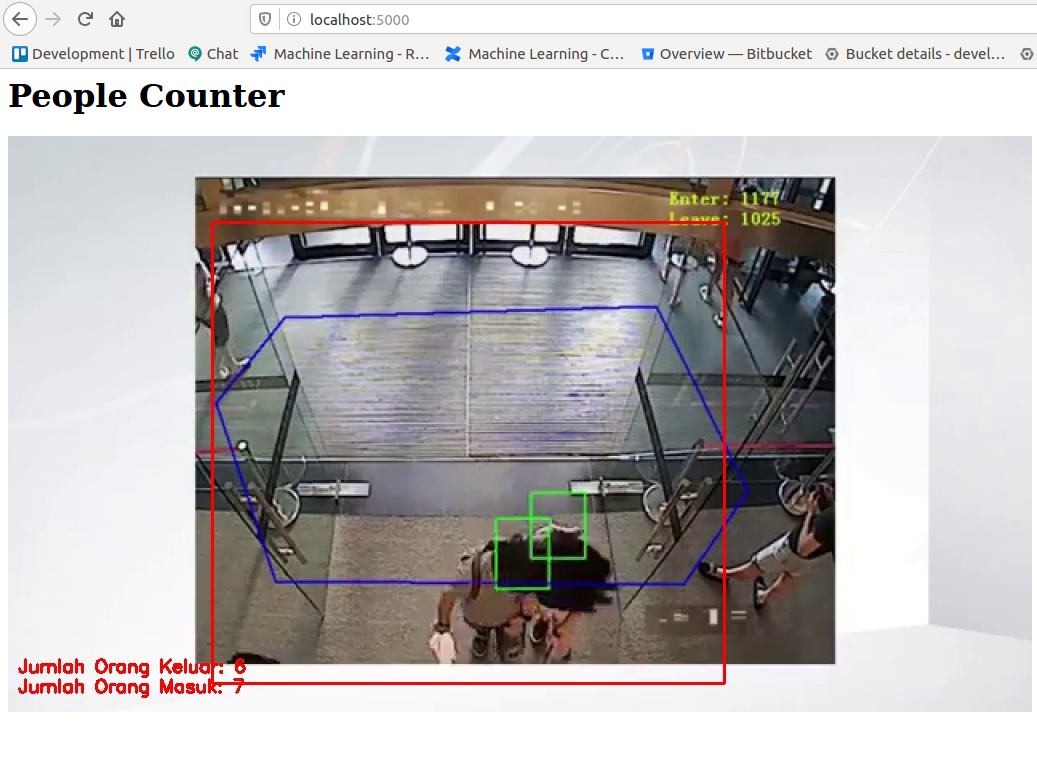 localhost:5000
Development | Trello
Chat
Machine Learning - R...
Machine Learning - C...
Overview — Bitbucket
Bucket details - devel...
People Counter
Enter: 1177
Leave: 1025
Jumlah Orang Keluar: 6
Jumlah Orang Masuk: 7